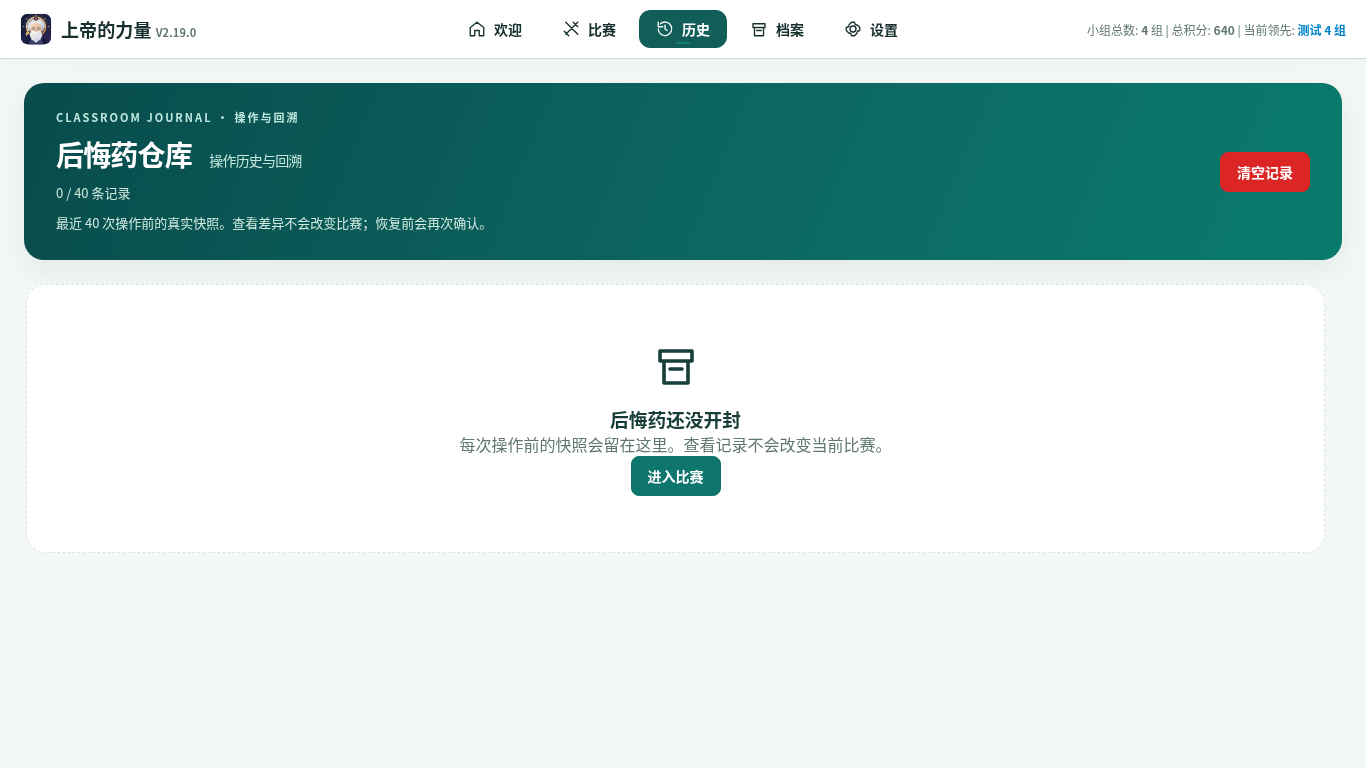 上帝的力量 V2.19.0
欢迎
比赛
历史
档案
设置
小组总数: 4 组 | 总积分: 640 | 当前领先: 测试 4 组
CLASSROOM JOURNAL · 操作与回溯
后悔药仓库 操作历史与回溯
0 / 40 条记录
最近 40 次操作前的真实快照。查看差异不会改变比赛；恢复前会再次确认。
清空记录
后悔药还没开封
每次操作前的快照会留在这里。查看记录不会改变当前比赛。
进入比赛